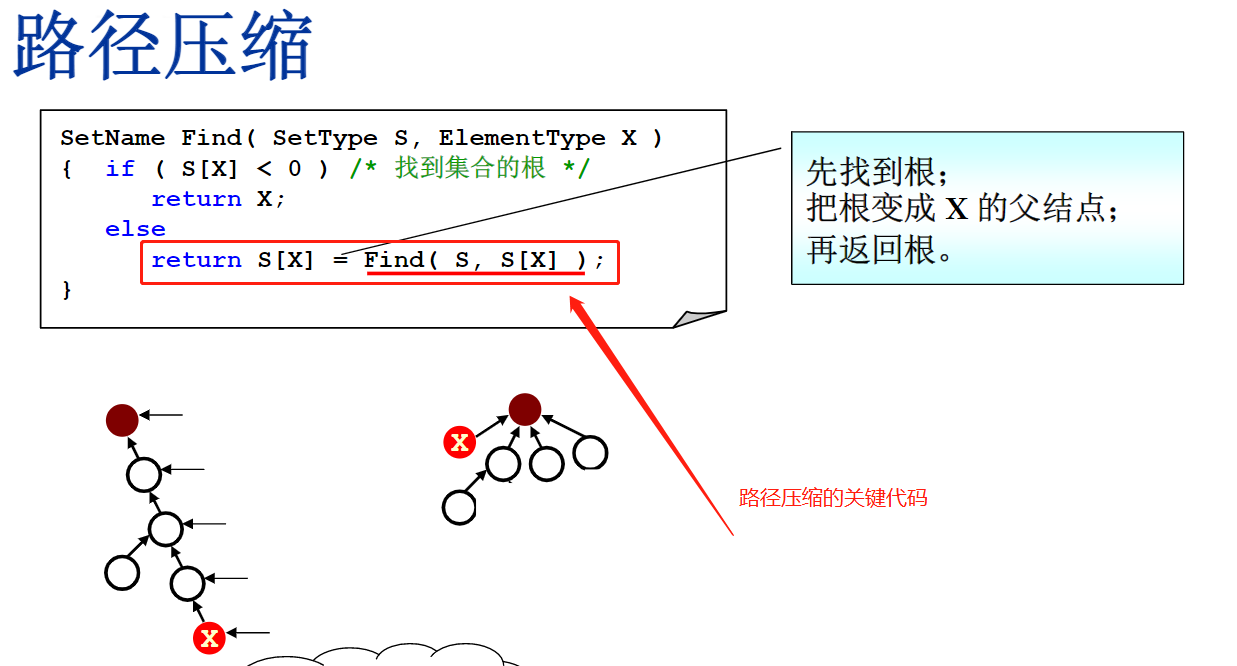 路径压缩
SetName Find( SetType S, ElementType X )
{ if ( S[X] < 0 ) /* 找到集合的根 */
return X;
else
return S[X] = Find( S, S[X] );
}
先找到根；
把根变成 X 的父结点；
再返回根。
X
X
路径压缩的关键代码